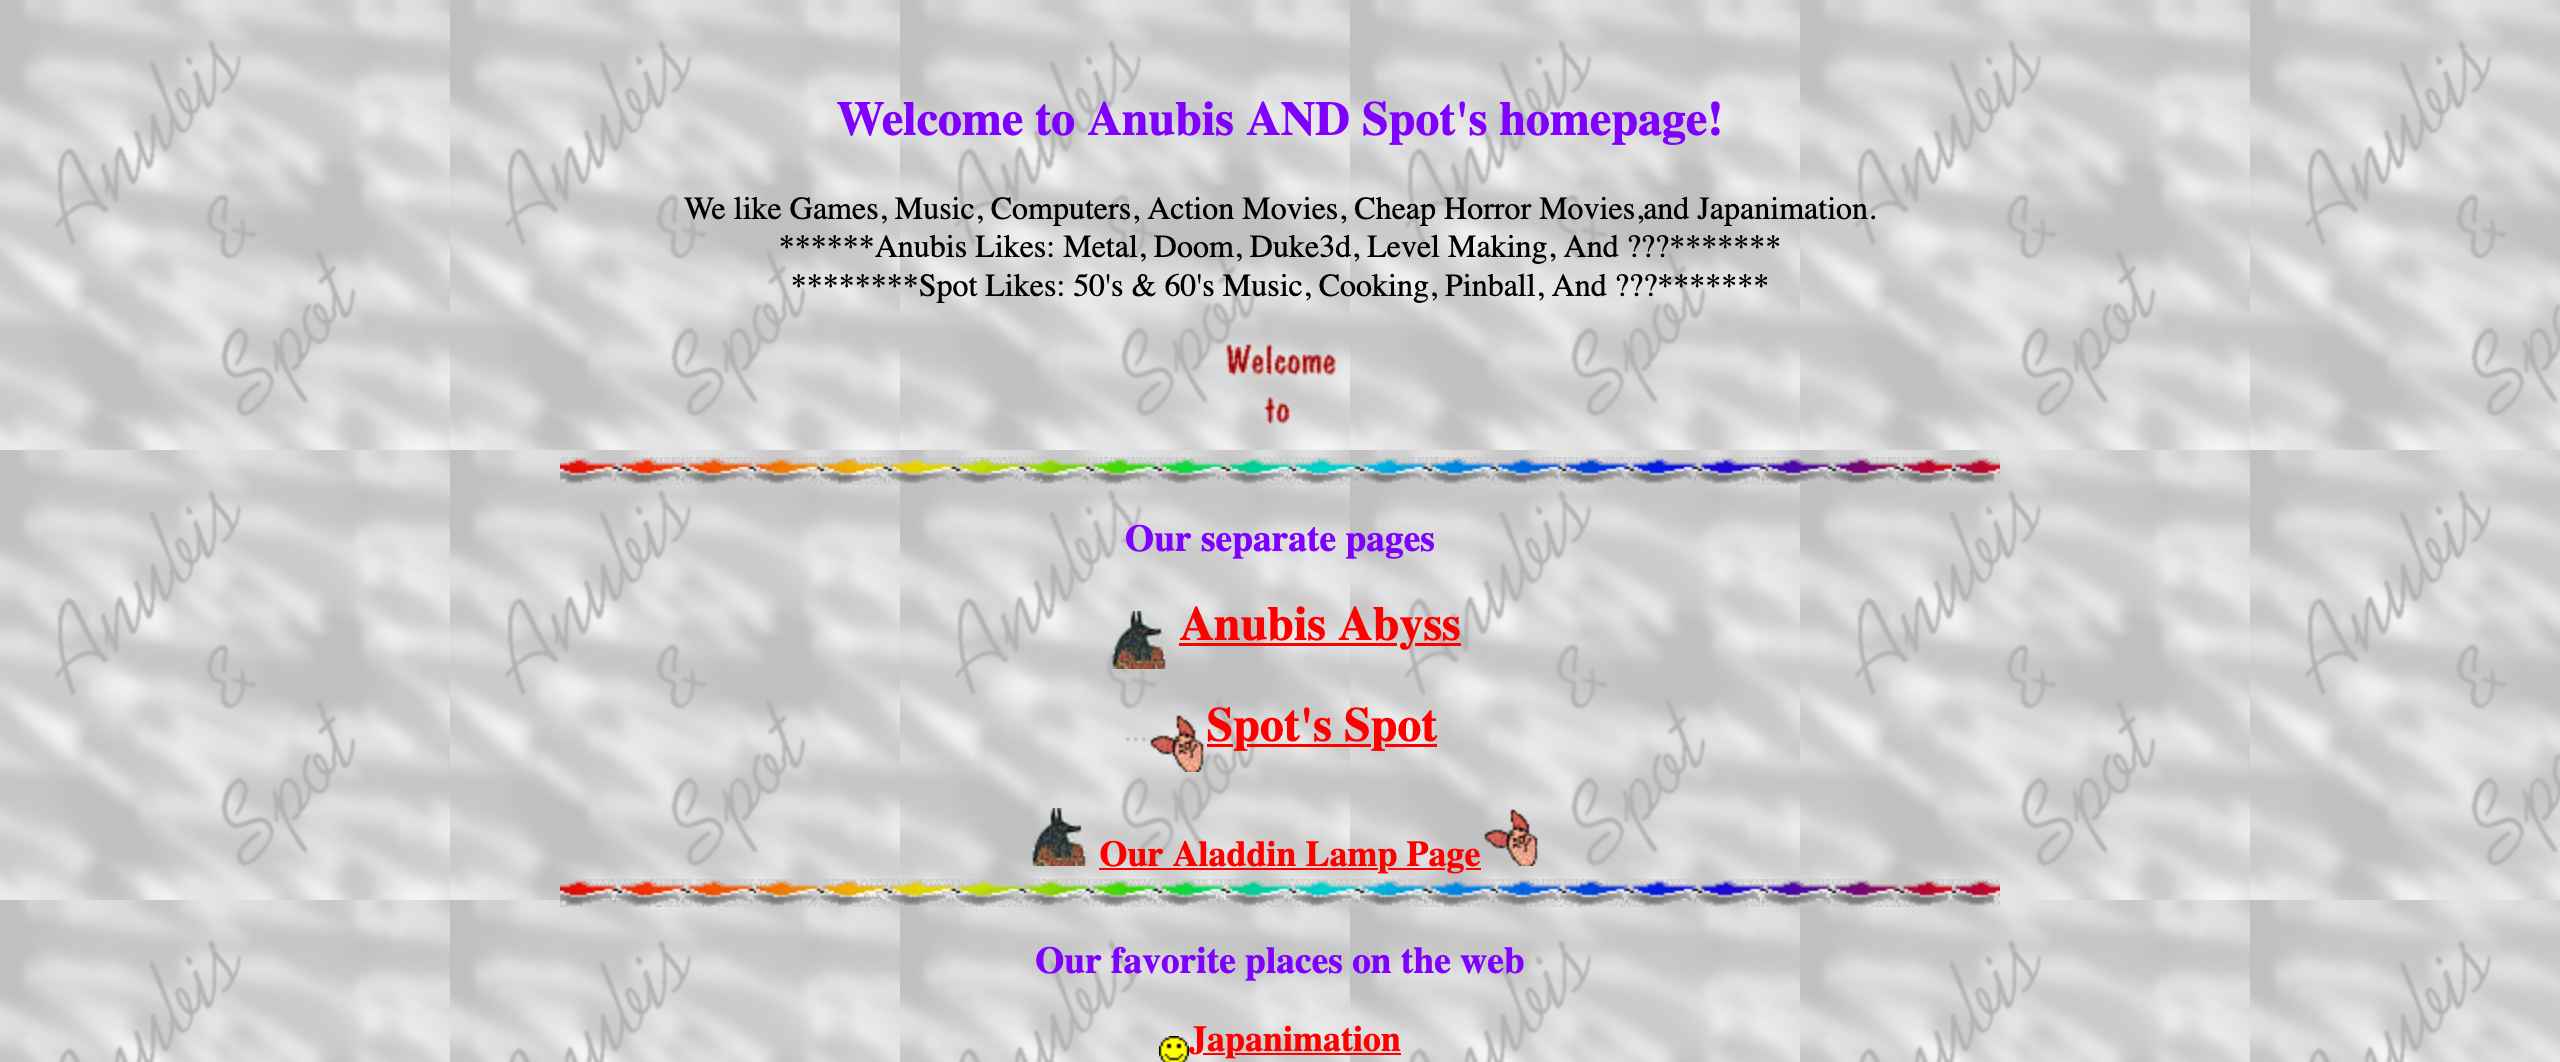 Welcome to Anubis AND Spot's homepage!
We like Games, Music, Computers, Action Movies, Cheap Horror Movies,and Japanimation.
******Anubis Likes: Metal, Doom, Duke3d, Level Making, And ???*******
********Spot Likes: 50's & 60's Music, Cooking, Pinball, And ???*******
Welcome
to
Our separate pages
Anubis Abyss
Spot's Spot
Our Aladdin Lamp Page
Our favorite places on the web
Japanimation
Anubis
&
Spot